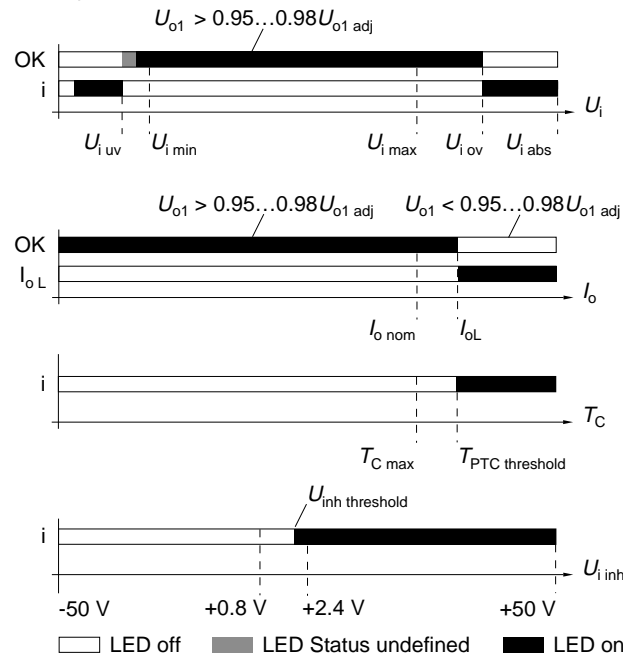 U_o1 > 0.95…0.98U_o1 adj
OK
i
U_i
U_i uv U_i min U_i max U_i ov U_i abs
U_o1 > 0.95…0.98U_o1 adj U_o1 < 0.95…0.98U_o1 adj
OK
I_o L
I_o
I_o nom I_oL
i
T_C
T_C max T_PTC threshold
U_inh threshold
i
U_i inh
-50 V +0.8 V +2.4 V +50 V
LED off LED Status undefined LED on